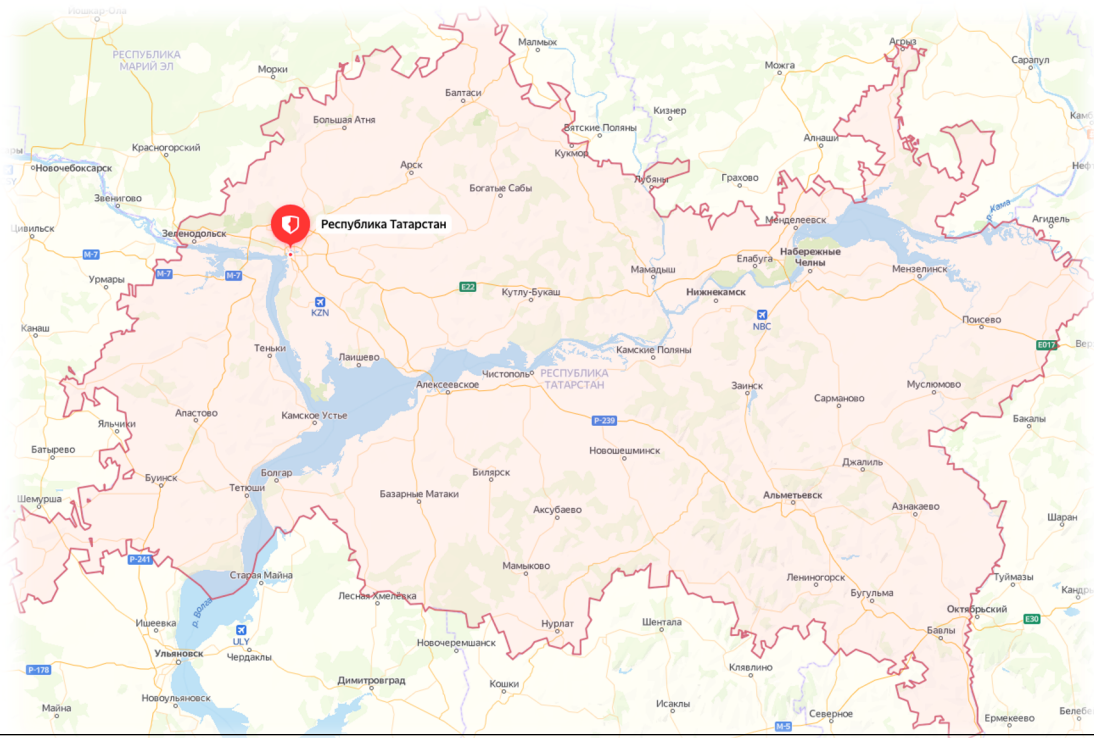 Йошкар-Ола
РЕСПУБЛИКА
МАРИЙ ЭЛ
Малмыж
Агрыз
Сарапул
Можга
Морки
Балтаси
Кизнер
Большая Атня
Вятские Поляны
Красногорский
Алнаши
Кукмор
Новочебоксарск
Арск
Лубяны
Грахово
Богатые Сабы
Звенигово
р. Кама
Менделеевск
Агидель
Республика Татарстан
Цивильск
Зеленодольск
М-7
Набережные
Челны
Елабуга
М-7
М-7
Мамадыш
Мензелинск
Урмары
E22
Кутлу-Букаш
Нижнекамск
KZN
NBC
Поисево
Канаш
Теньки
Лаишево
Камские Поляны
E017
Чистополь
РЕСПУБЛИКА
ТАТАРСТАН
Алексеевское
Заинск
Муслюмово
Сарманово
Апастово
Камское Устье
Р-239
Бакалы
Яльчики
Батырево
Новошешминск
Джалиль
Болгар
Билярск
Буинск
Тетюши
Базарные Матаки
Альметьевск
Шемурша
Аксубаево
Азнакаево
Шаран
Р-241
Мамыково
Старая Майна
Лениногорск
Туймазы
Лесная Хмелевка
Бугульма
р. Волга
Октябрьский
Ишеевка
Нурлат
Шентала
E30
ULY
Бавлы
Новочеремшанск
Ульяновск
Чердаклы
Р-178
Клявлино
Димитровград
Кошки
Новоульяновск
Исаклы
Майна
Северное
Ермекеево
М-5